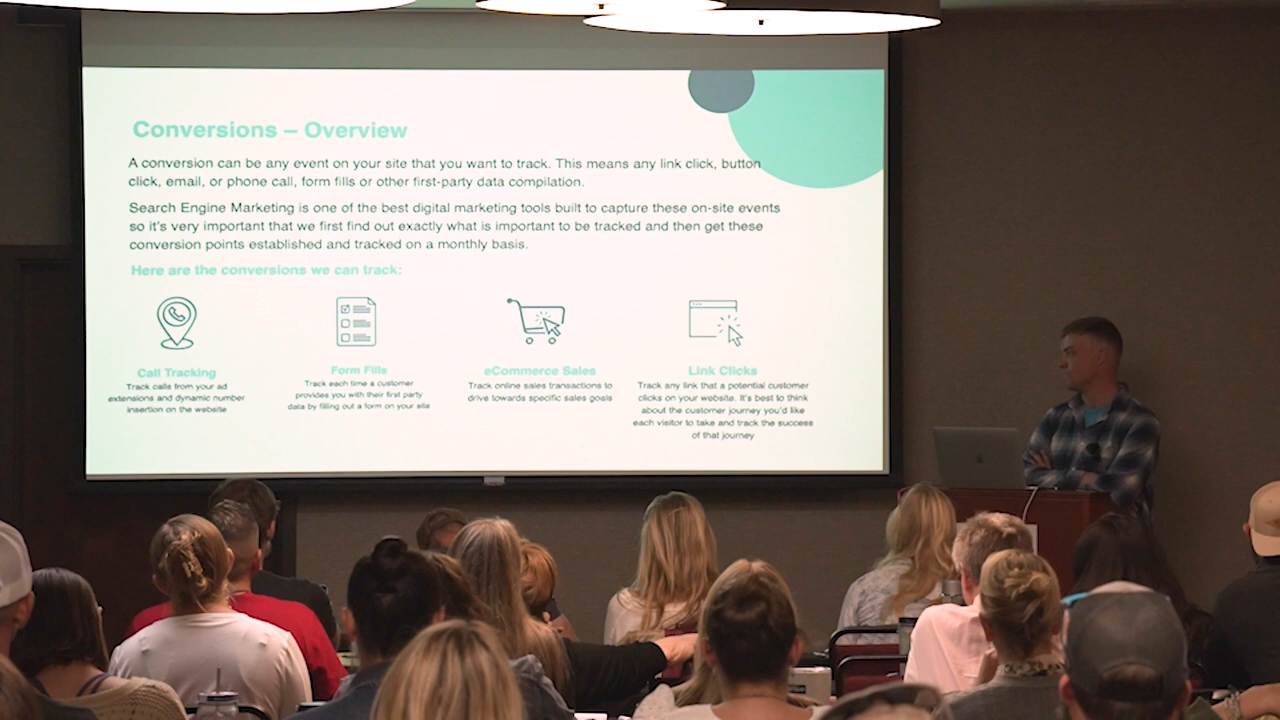 Conversions – Overview
A conversion can be any event on your site that you want to track. This means any link click, button
click, email, or phone call, form fills or other first-party data compilation.
Search Engine Marketing is one of the best digital marketing tools built to capture these on-site events
so it's very important that we first find out exactly what is important to be tracked and then get these
conversion points established and tracked on a monthly basis.
Here are the conversions we can track:
Call Tracking
Track calls from your ad
extensions and dynamic number
insertion on the website
Form Fills
Track each time a customer
provides you with their first party
data by filling out a form on your site
eCommerce Sales
Track online sales transactions to
drive towards specific sales goals
Link Clicks
Track any link that a potential customer
clicks on your website. It's best to think
about the customer journey you'd like
each visitor to take and track the success
of that journey